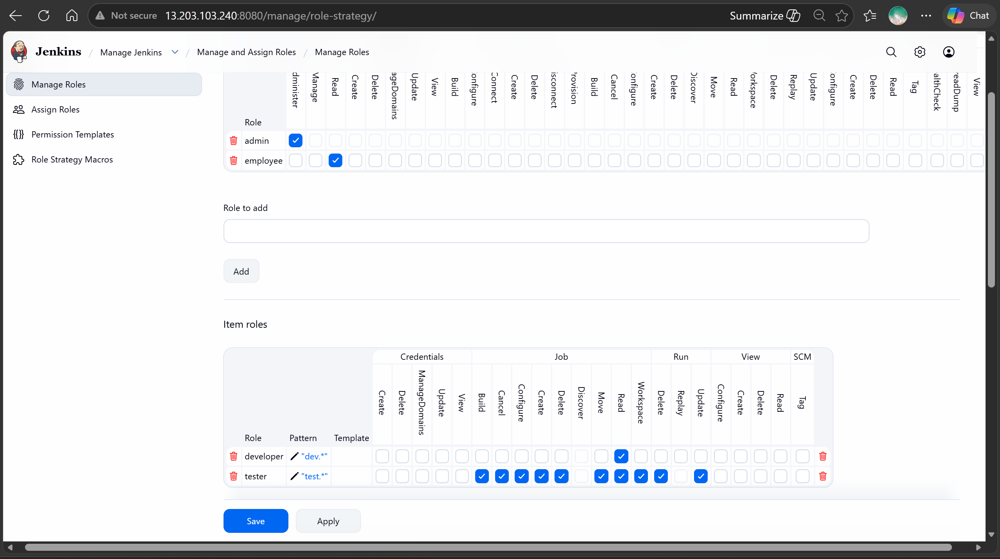 Not secure 13.203.103.240:8080/manage/role-strategy/ Summarize Chat
Jenkins / Manage Jenkins / Manage and Assign Roles / Manage Roles
Manage Roles
Assign Roles
Permission Templates
Role Strategy Macros
Role dminister Manage Read Create Delete ageDomains Update View Build onfigure Connect Create Delete isconnect Provision Build Cancel onfigure Create Delete Discover Move Read orkspace Delete Replay Update onfigure Create Delete Read Tag althCheck readDump View
admin
employee
Role to add
Add
Item roles
Credentials Job Run View SCM
Role Pattern Template Create Delete ManageDomains Update View Build Cancel Configure Create Delete Discover Move Read Workspace Delete Replay Update Configure Create Delete Read Tag
developer "dev.*"
tester "test.*"
Save Apply